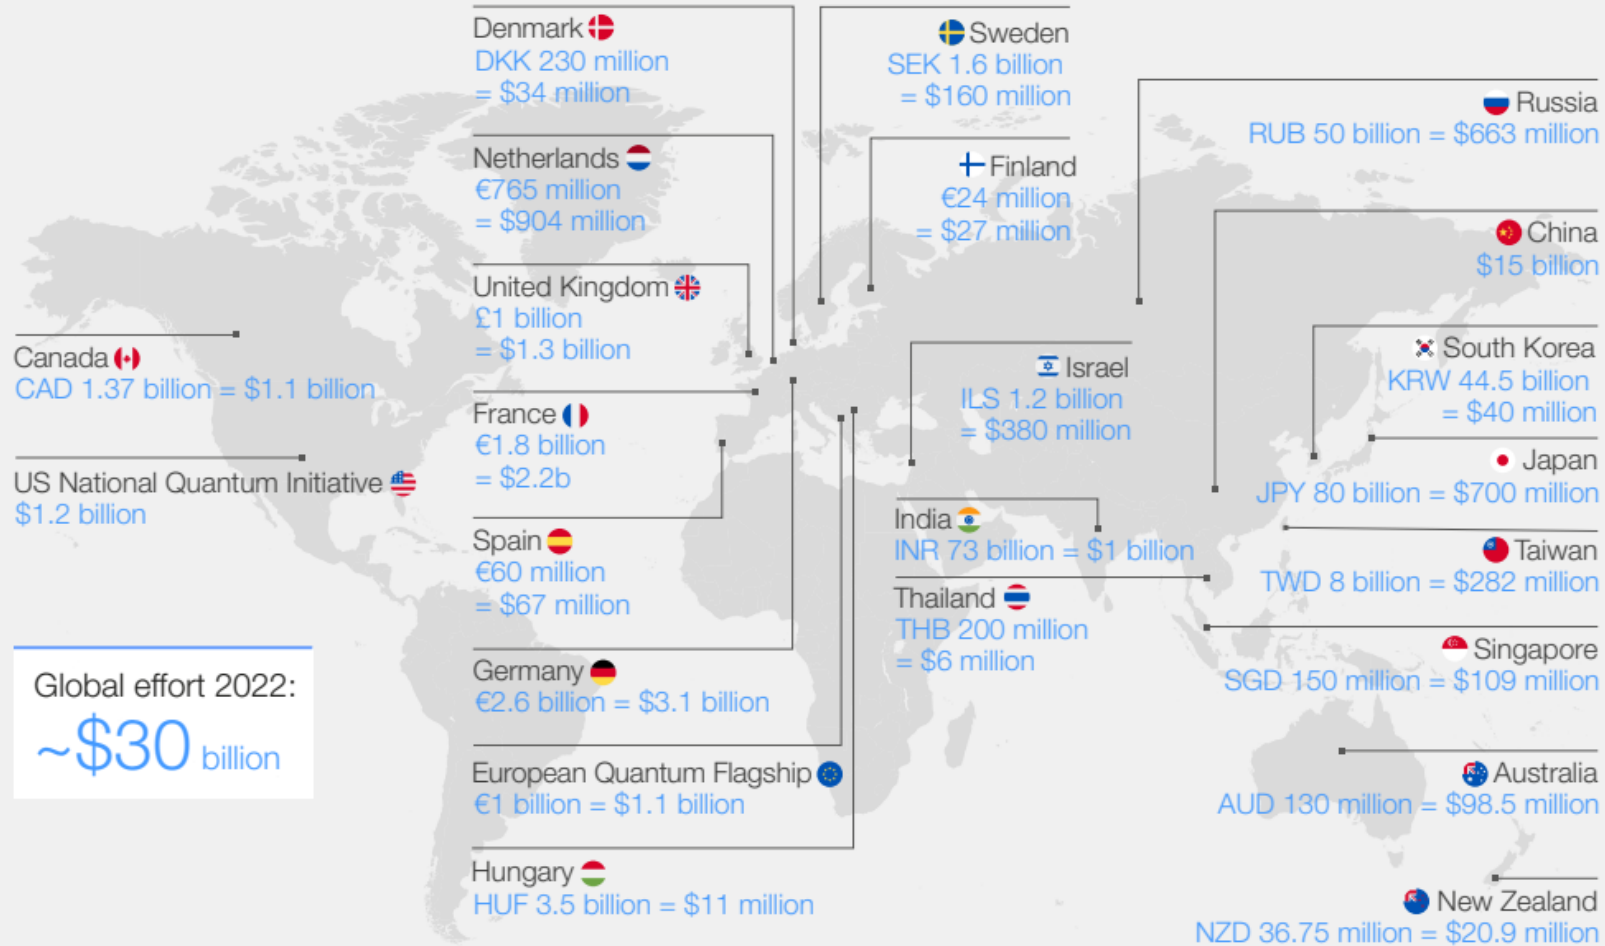 Denmark
DKK 230 million
= $34 million
Netherlands
€765 million
= $904 million
United Kingdom
£1 billion
= $1.3 billion
France
€1.8 billion
= $2.2b
Spain
€60 million
= $67 million
Germany
€2.6 billion = $3.1 billion
European Quantum Flagship
€1 billion = $1.1 billion
Hungary
HUF 3.5 billion = $11 million
Canada
CAD 1.37 billion = $1.1 billion
US National Quantum Initiative
$1.2 billion
Global effort 2022:
~$30 billion
Sweden
SEK 1.6 billion
= $160 million
Finland
€24 million
= $27 million
Israel
ILS 1.2 billion
= $380 million
India
INR 73 billion = $1 billion
Thailand
THB 200 million
= $6 million
Russia
RUB 50 billion = $663 million
China
$15 billion
South Korea
KRW 44.5 billion
= $40 million
Japan
JPY 80 billion = $700 million
Taiwan
TWD 8 billion = $282 million
Singapore
SGD 150 million = $109 million
Australia
AUD 130 million = $98.5 million
New Zealand
NZD 36.75 million = $20.9 million